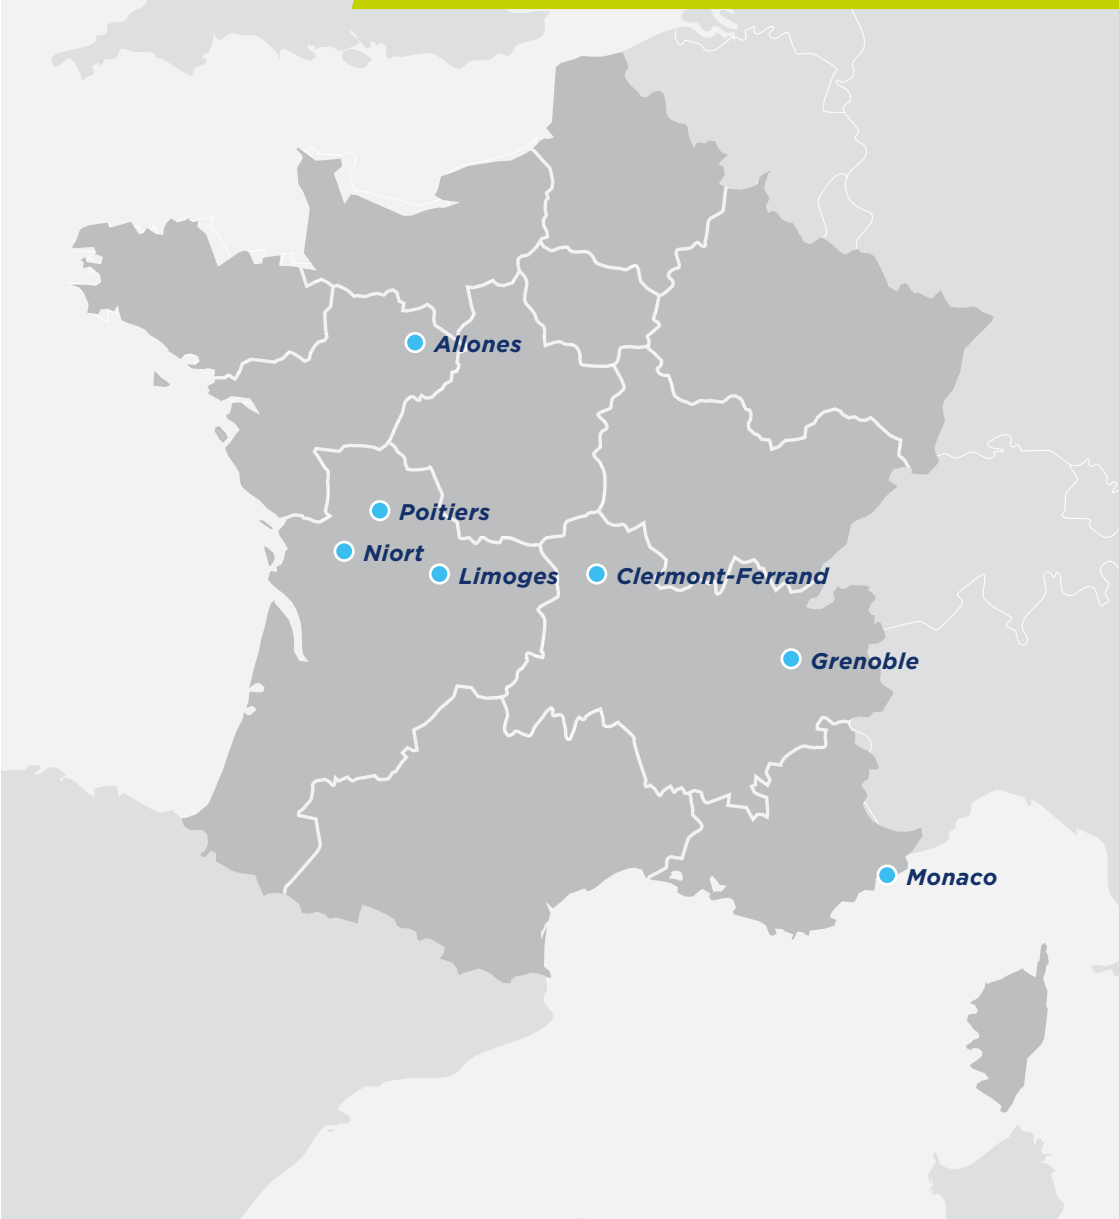 Allones
Poitiers
Niort
Limoges
Clermont-Ferrand
Grenoble
Monaco